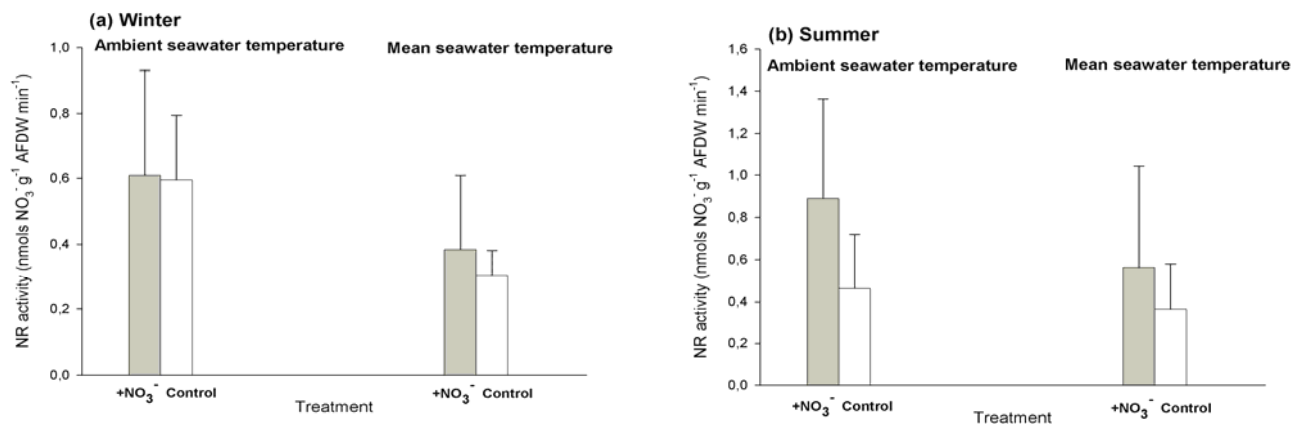 (a) Winter
Ambient seawater temperature
Mean seawater temperature
NR activity (nmols NO₃⁻ g⁻¹ AFDW min⁻¹)
1,0
0,8
0,6
0,4
0,2
0,0
+NO₃⁻ Control
+NO₃⁻ Control
Treatment
(b) Summer
Ambient seawater temperature
Mean seawater temperature
NR activity (nmols NO₃⁻ g⁻¹ AFDW min⁻¹)
1,6
1,4
1,2
1,0
0,8
0,6
0,4
0,2
0,0
+NO₃⁻ Control
+NO₃⁻ Control
Treatment